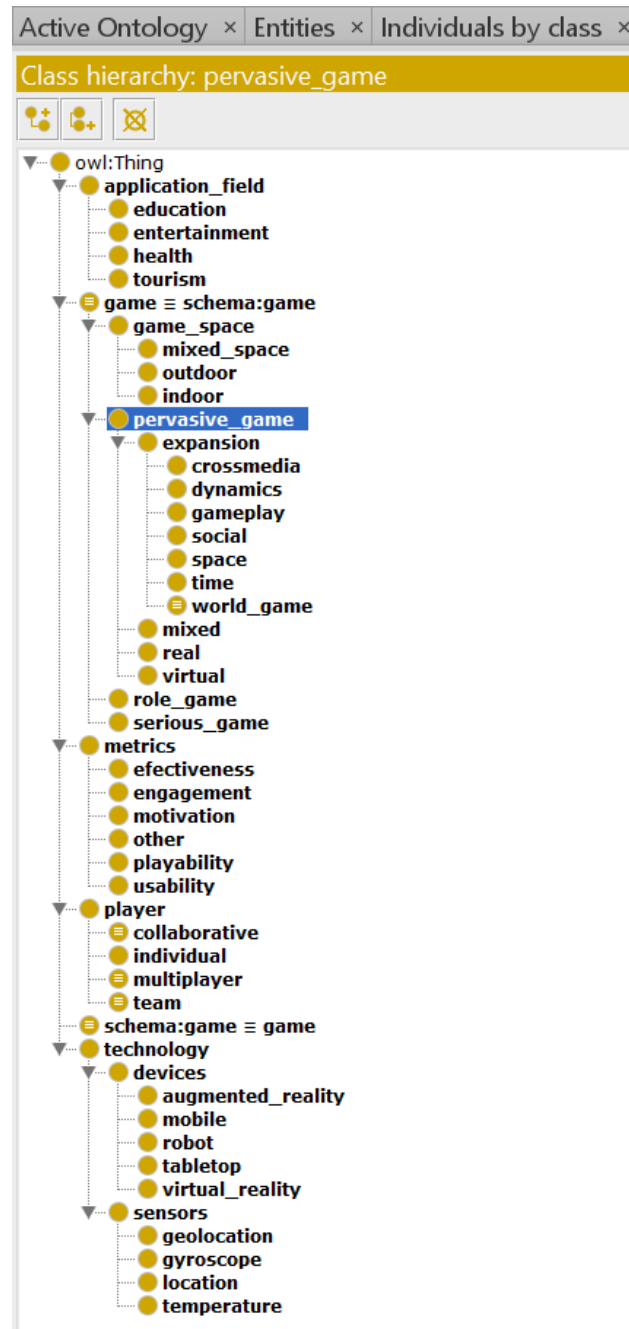 Active Ontology × Entities × Individuals by class ×
Class hierarchy: pervasive_game
owl:Thing
application_field
education
entertainment
health
tourism
game ≡ schema:game
game_space
mixed_space
outdoor
indoor
pervasive_game
expansion
crossmedia
dynamics
gameplay
social
space
time
world_game
mixed
real
virtual
role_game
serious_game
metrics
efectiveness
engagement
motivation
other
playability
usability
player
collaborative
individual
multiplayer
team
schema:game ≡ game
technology
devices
augmented_reality
mobile
robot
tabletop
virtual_reality
sensors
geolocation
gyroscope
location
temperature